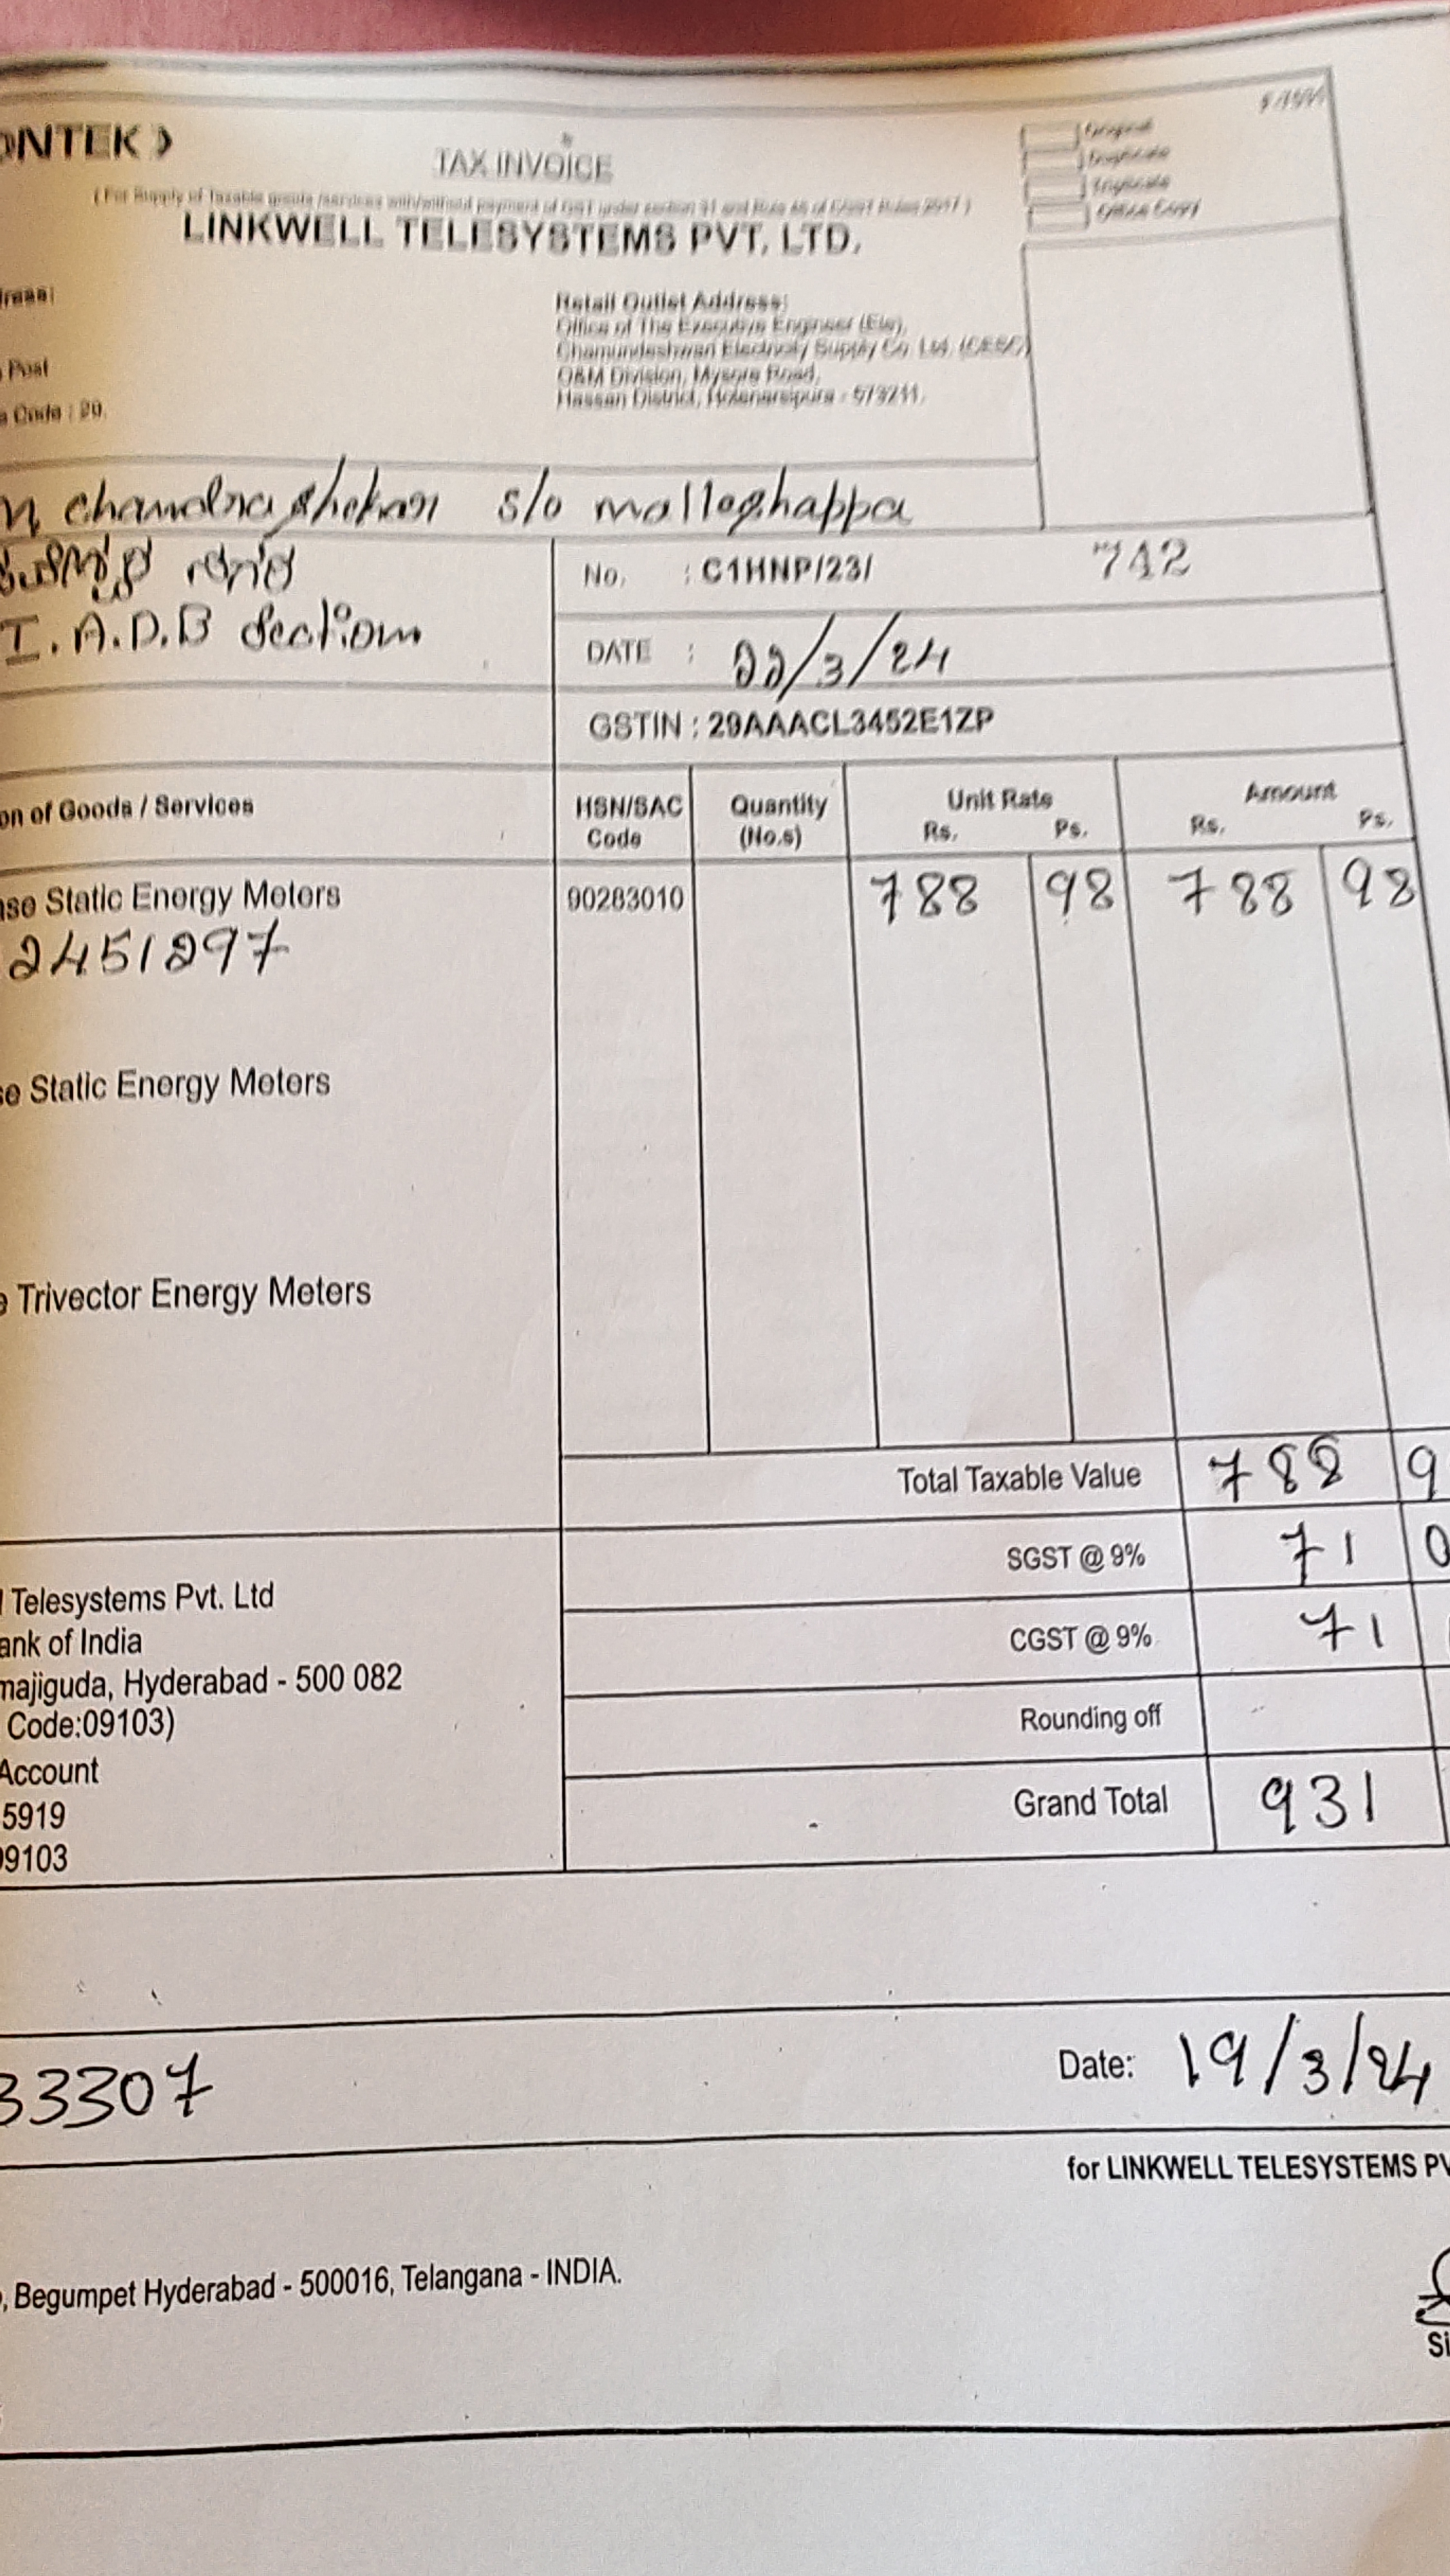 ONTEK
TAX INVOICE
Original
Duplicate
Triplicate
Office Copy
LINKWELL TELESYSTEMS PVT. LTD.
Retail Outlet Address:
Office of The Executive Engineer (Ele),
Chamundeshwari Electricity Supply Co. Ltd. (CESC)
O&M Division, Mysore Road,
Hassan District, Holenarsipura - 573211.
Post
Code : 29.
chandrashekar s/o malleshappa
I.A.D.B Section
No. : C1HNP/23/ 742
DATE : 22/3/24
GSTIN : 29AAACL3452E1ZP
on of Goods / Services HSN/SAC Code Quantity (No.s) Unit Rate Rs. Ps. Amount Rs. Ps.
ase Static Energy Meters 90283010 788 98 788 98
2451297
se Static Energy Meters
e Trivector Energy Meters
Total Taxable Value 788 9
SGST @ 9% 71 0
CGST @ 9% 71
Rounding off
Grand Total 931
l Telesystems Pvt. Ltd
ank of India
majiguda, Hyderabad - 500 082
Code:09103)
Account
5919
09103
33307 Date: 19/3/24
for LINKWELL TELESYSTEMS PV
, Begumpet Hyderabad - 500016, Telangana - INDIA.
Si